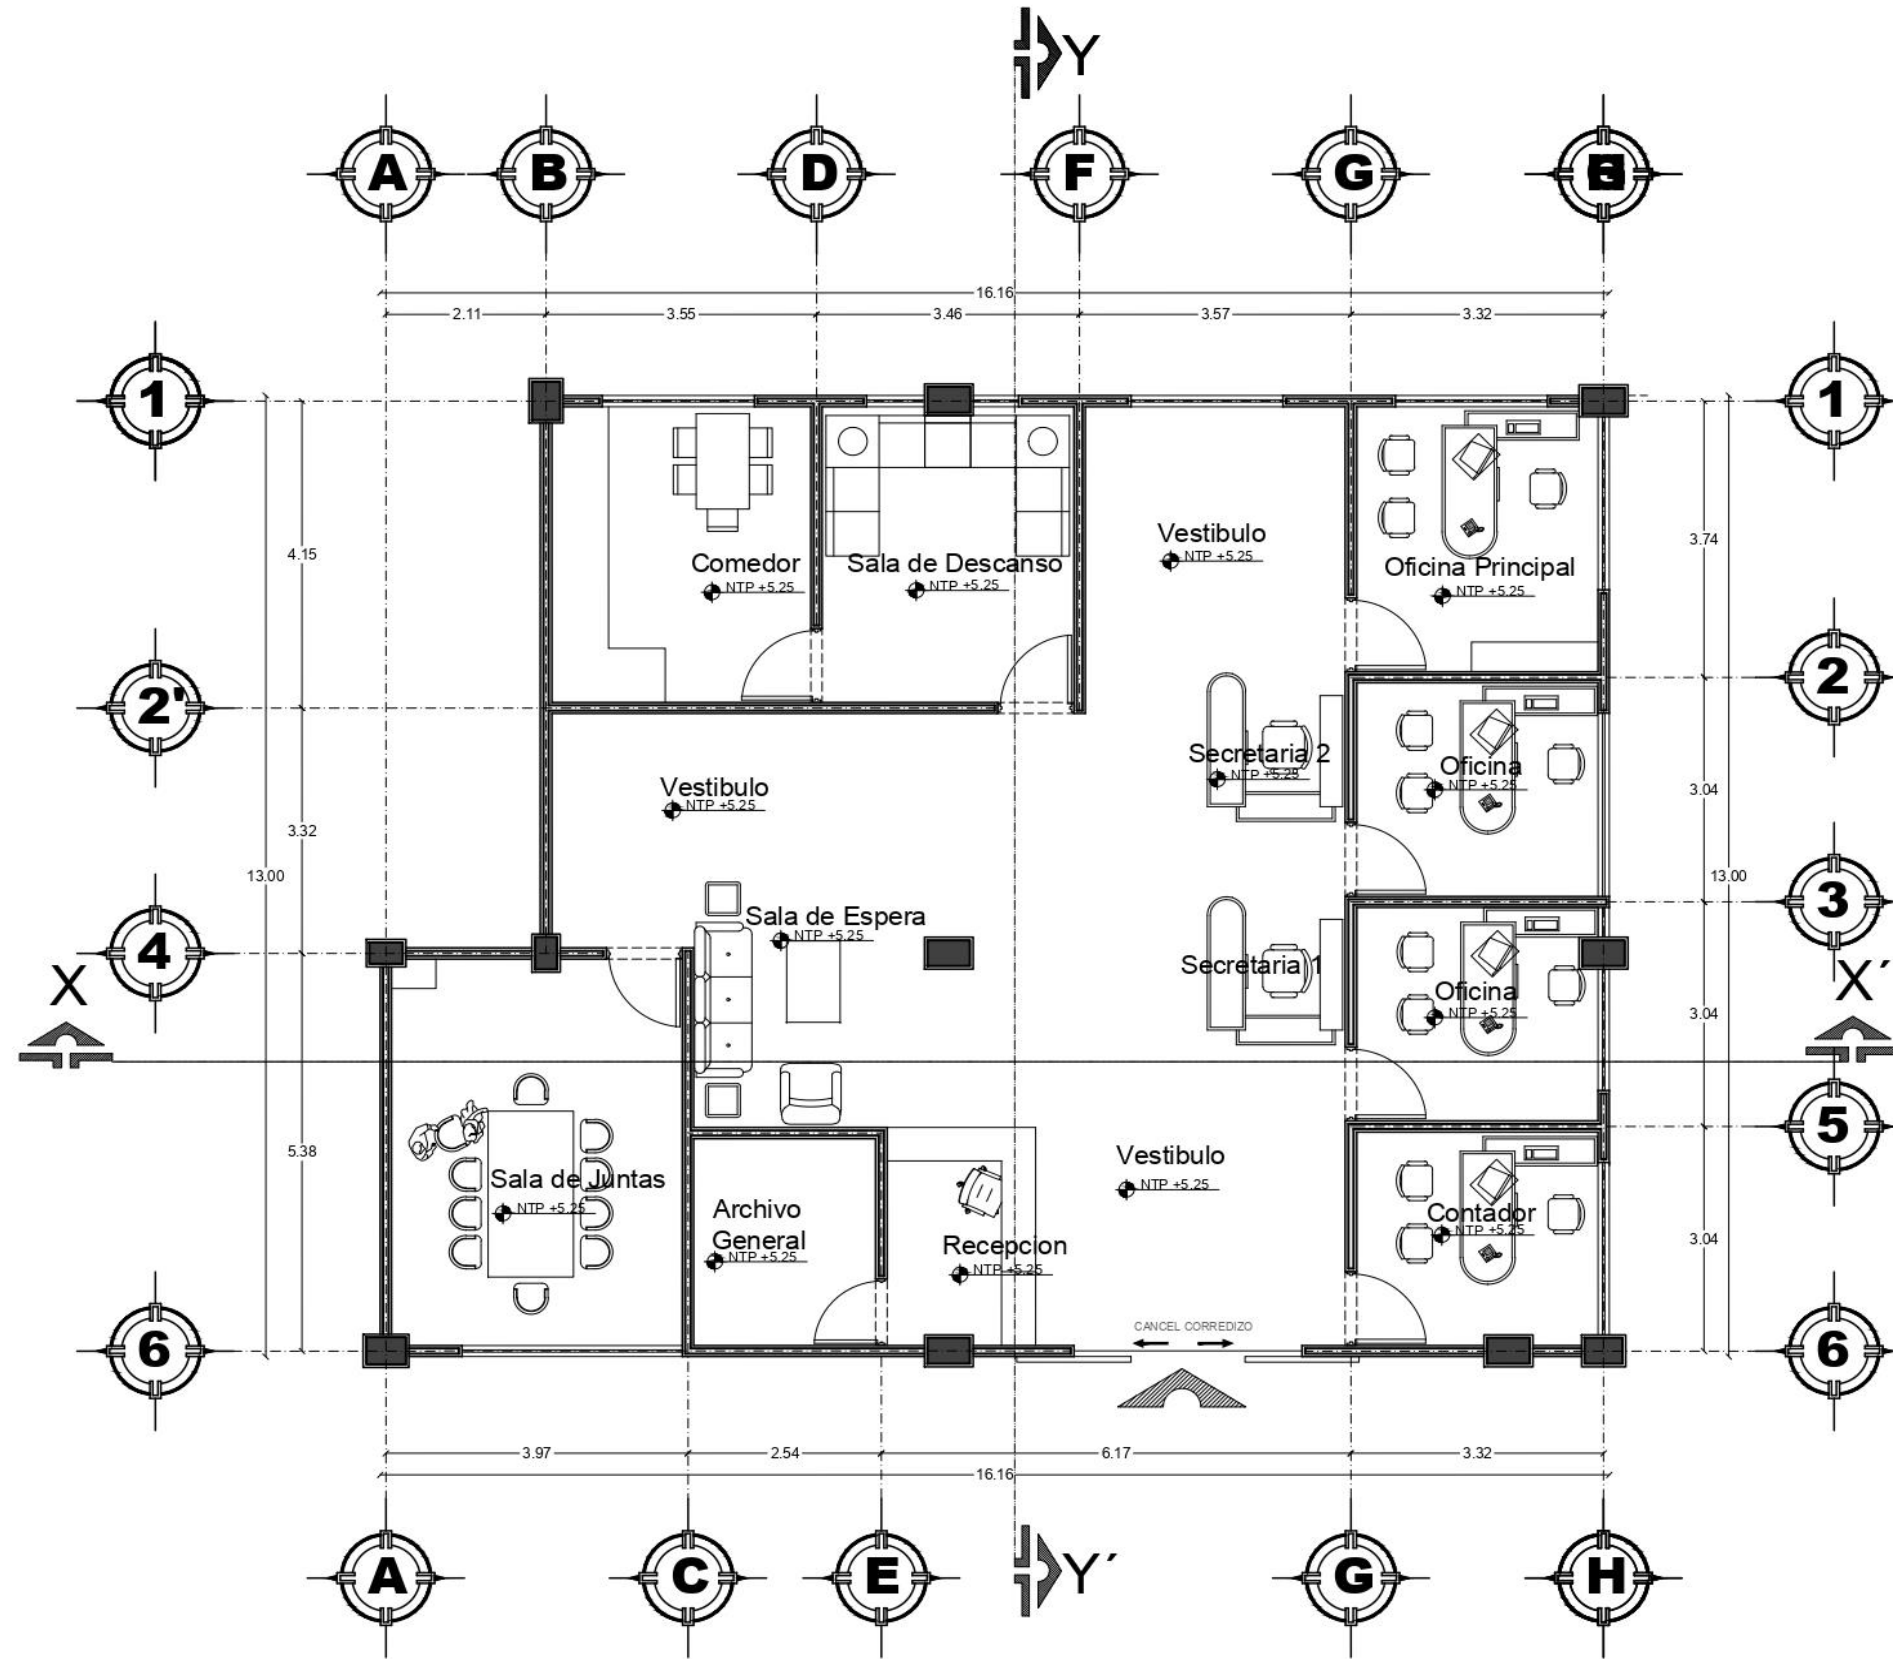 Y
A B D F G
16.16
2.11 3.55 3.46 3.57 3.32
1 1
Vestibulo
NTP +5.25
4.15 3.74
Comedor Sala de Descanso Oficina Principal
NTP +5.25 NTP +5.25 NTP +5.25
2' 2
Secretaria 2 Oficina
NTP +5.25 NTP +5.25
Vestibulo
NTP +5.25
3.04
3.32
13.00 13.00
3
Sala de Espera
NTP +5.25
4
Secretaria 1
X X´
Oficina
NTP +5.25
3.04
5
5.38
Vestibulo
NTP +5.25
Sala de Juntas
NTP +5.25
Archivo
General
NTP +5.25
Recepcion
NTP +5.25
Contador
NTP +5.25
3.04
CANCEL CORREDIZO
6 6
3.97 2.54 6.17 3.32
16.16
A C E G H
Y´